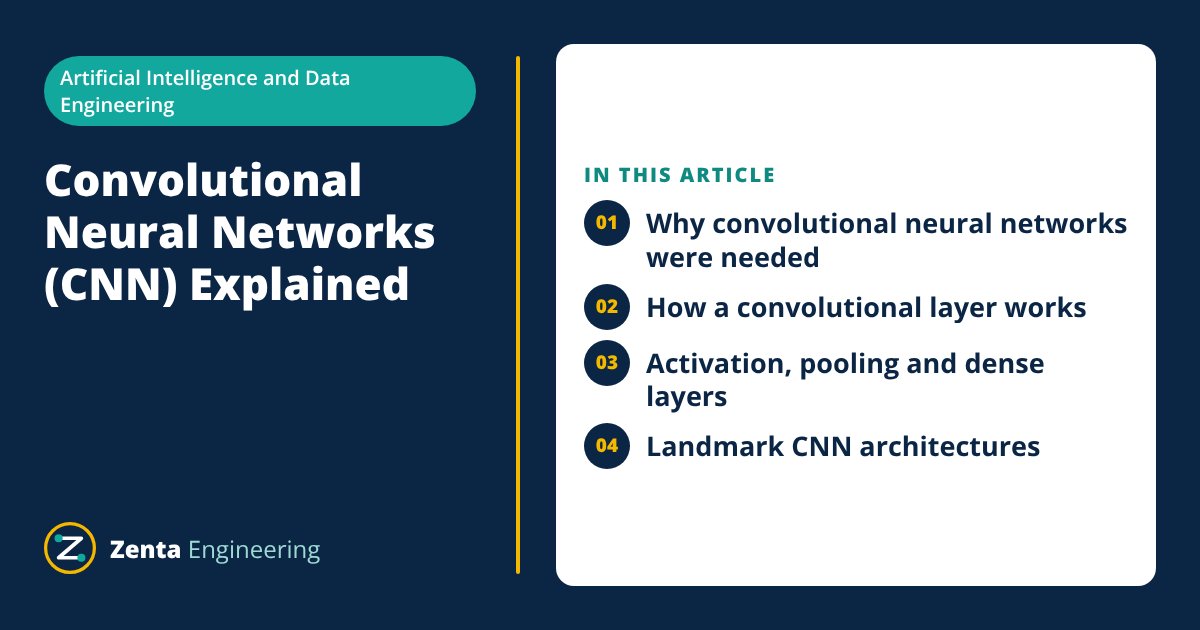 Artificial Intelligence and Data
Engineering
Convolutional
Neural Networks
(CNN) Explained
Zenta Engineering
IN THIS ARTICLE
01 Why convolutional neural networks
were needed
02 How a convolutional layer works
03 Activation, pooling and dense
layers
04 Landmark CNN architectures